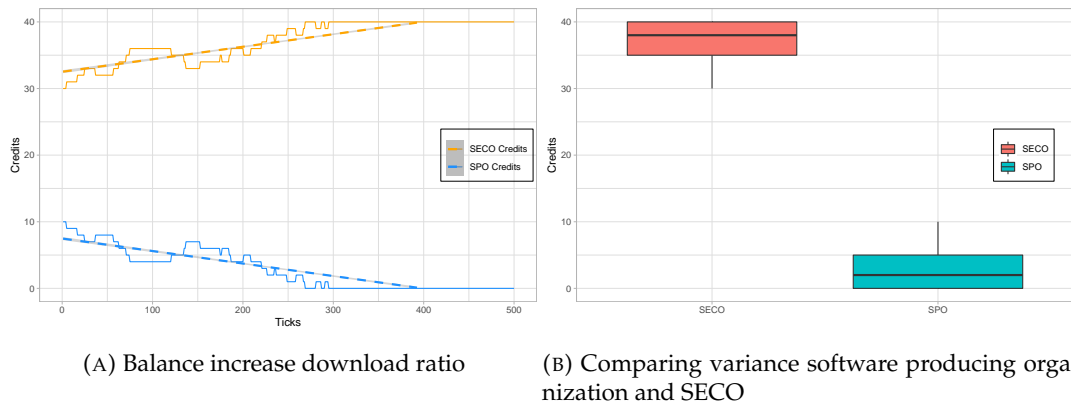 40
30
20
10
0
Credits
0
100
200
300
400
500
Ticks
SECO Credits
SPO Credits
(A) Balance increase download ratio
40
30
20
10
0
Credits
SECO
SPO
SECO
SPO
(B) Comparing variance software producing orga
nization and SECO